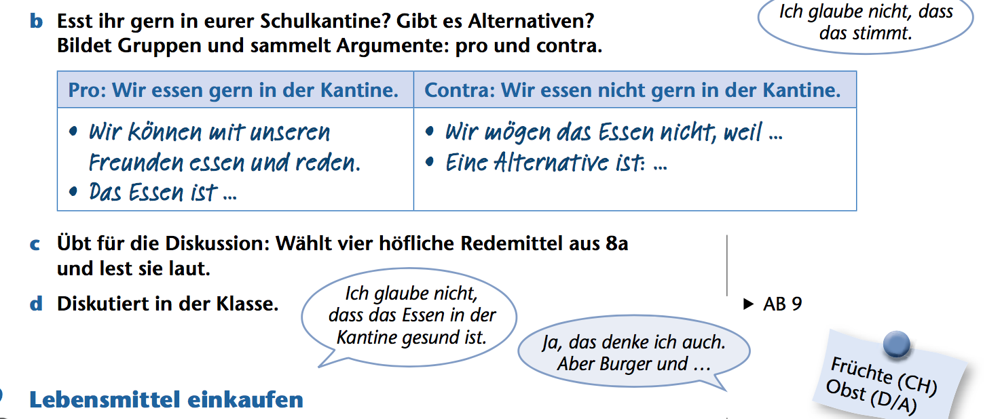 Ich glaube nicht, dass
das stimmt.
b Esst ihr gern in eurer Schulkantine? Gibt es Alternativen?
Bildet Gruppen und sammelt Argumente: pro und contra.
Pro: Wir essen gern in der Kantine.
Contra: Wir essen nicht gern in der Kantine.
• Wir können mit unseren
Freunden essen und reden.
• Das Essen ist ...
• Wir mögen das Essen nicht, weil ...
• Eine Alternative ist: ...
c Übt für die Diskussion: Wählt vier höfliche Redemittel aus 8a
und lest sie laut.
d Diskutiert in der Klasse.
Ich glaube nicht,
dass das Essen in der
Kantine gesund ist.
Ja, das denke ich auch.
Aber Burger und …
▶ AB 9
Früchte (CH)
Obst (D/A)
Lebensmittel einkaufen